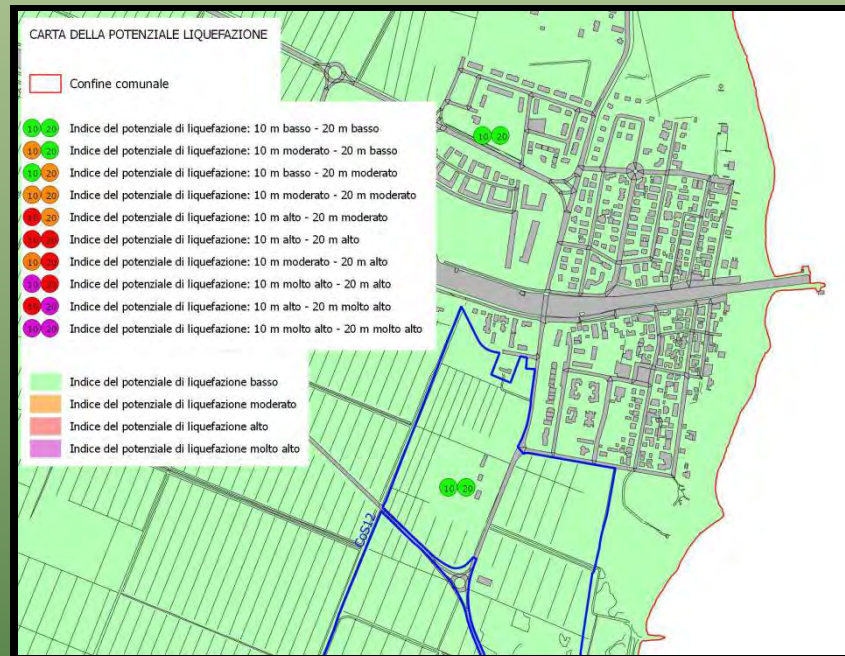 CARTA DELLA POTENZIALE LIQUEFAZIONE
Confine comunale
10 20 Indice del potenziale di liquefazione: 10 m basso - 20 m basso
10 20 Indice del potenziale di liquefazione: 10 m moderato - 20 m basso
10 20 Indice del potenziale di liquefazione: 10 m basso - 20 m moderato
10 20 Indice del potenziale di liquefazione: 10 m moderato - 20 m moderato
10 20 Indice del potenziale di liquefazione: 10 m alto - 20 m moderato
10 20 Indice del potenziale di liquefazione: 10 m alto - 20 m alto
10 20 Indice del potenziale di liquefazione: 10 m moderato - 20 m alto
10 20 Indice del potenziale di liquefazione: 10 m molto alto - 20 m alto
10 20 Indice del potenziale di liquefazione: 10 m alto - 20 m molto alto
10 20 Indice del potenziale di liquefazione: 10 m molto alto - 20 m molto alto
Indice del potenziale di liquefazione basso
Indice del potenziale di liquefazione moderato
Indice del potenziale di liquefazione alto
Indice del potenziale di liquefazione molto alto
10 20
10 20
CoS12